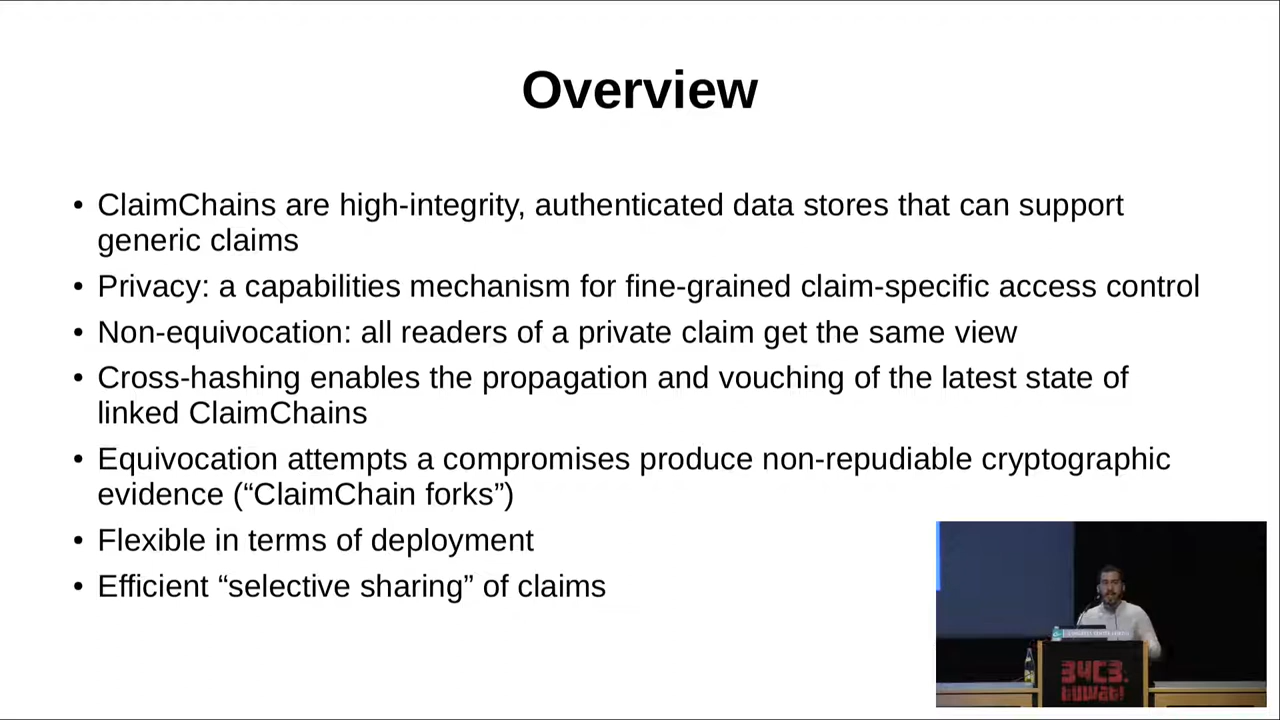 Overview
• ClaimChains are high-integrity, authenticated data stores that can support
generic claims
• Privacy: a capabilities mechanism for fine-grained claim-specific access control
• Non-equivocation: all readers of a private claim get the same view
• Cross-hashing enables the propagation and vouching of the latest state of
linked ClaimChains
• Equivocation attempts a compromises produce non-repudiable cryptographic
evidence (“ClaimChain forks”)
• Flexible in terms of deployment
• Efficient “selective sharing” of claims
34C3.
tuwat!